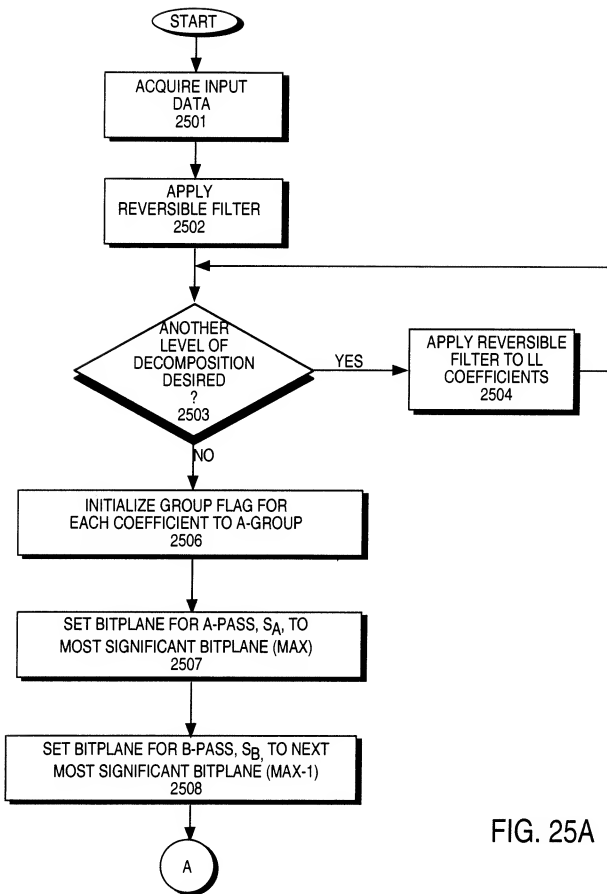 START
ACQUIRE INPUT
DATA
2501
APPLY
REVERSIBLE FILTER
2502
ANOTHER
LEVEL OF
DECOMPOSITION
DESIRED
?
2503
YES
APPLY REVERSIBLE
FILTER TO LL
COEFFICIENTS
2504
NO
INITIALIZE GROUP FLAG FOR
EACH COEFFICIENT TO A-GROUP
2506
SET BITPLANE FOR A-PASS, SA, TO
MOST SIGNIFICANT BITPLANE (MAX)
2507
SET BITPLANE FOR B-PASS, SB, TO NEXT
MOST SIGNIFICANT BITPLANE (MAX-1)
2508
A
FIG. 25A